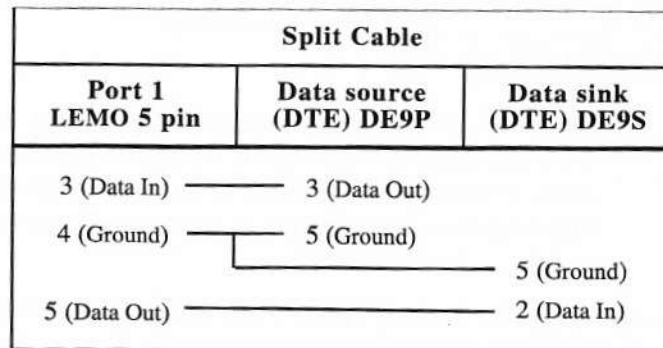 Split Cable
Port 1 Data source Data sink
LEMO 5 pin (DTE) DE9P (DTE) DE9S
3 (Data In) 3 (Data Out)
4 (Ground) 5 (Ground)
5 (Ground)
5 (Data Out) 2 (Data In)